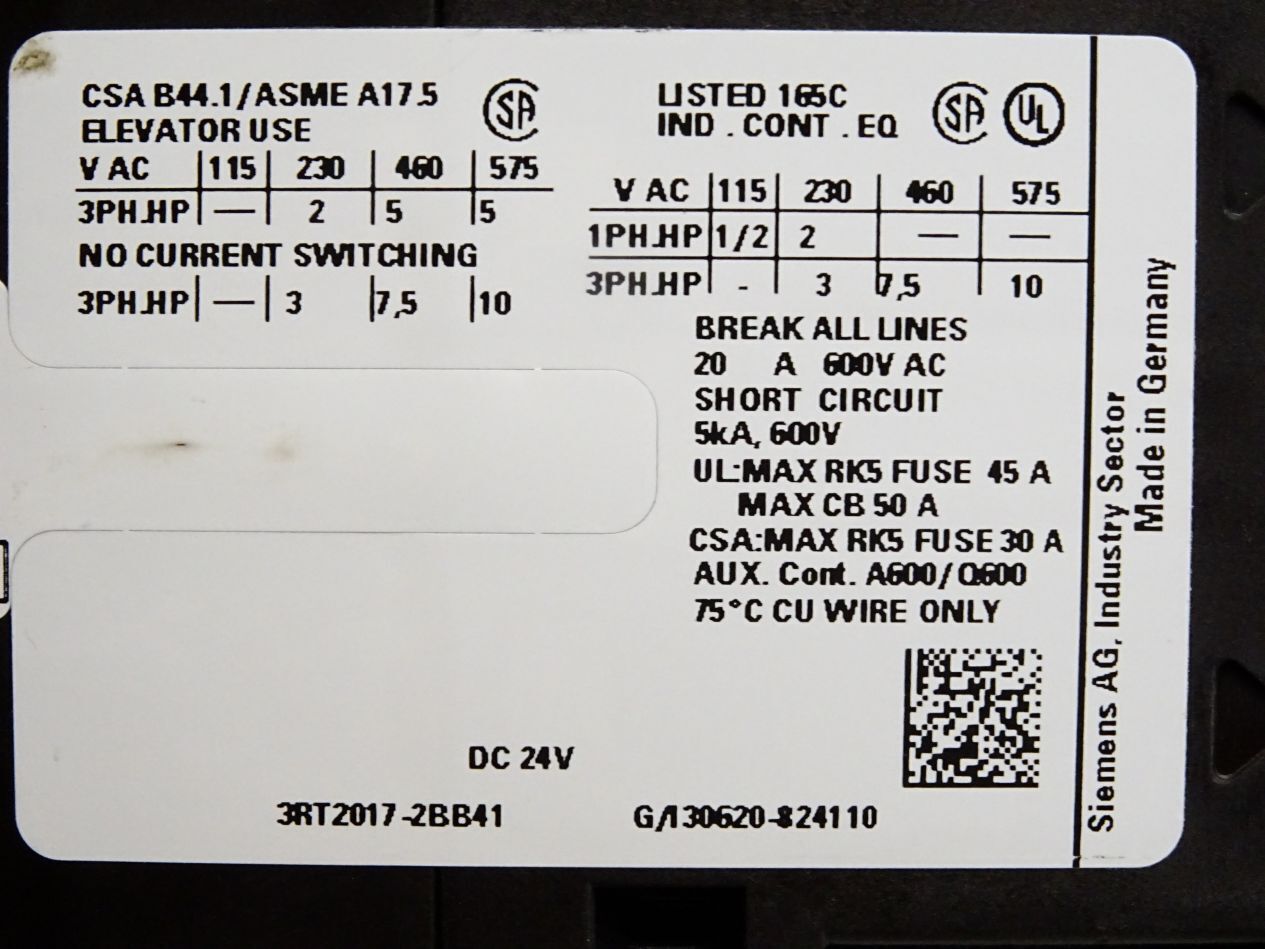 CSA B44.1/ASME A17.5
ELEVATOR USE
V AC 115 230 460 575
3PH.HP — 2 5 5
NO CURRENT SWITCHING
3PH.HP — 3 7,5 10
SA
LISTED 165C
IND . CONT . EQ
SA UL
V AC 115 230 460 575
1PH.HP 1/2 2 — —
3PH.HP - 3 7,5 10
BREAK ALL LINES
20 A 600V AC
SHORT CIRCUIT
5kA, 600V
UL:MAX RK5 FUSE 45 A
MAX CB 50 A
CSA:MAX RK5 FUSE 30 A
AUX. Cont. A600/Q600
75°C CU WIRE ONLY
DC 24V
3RT2017-2BB41
G/130620-824110
Siemens AG, Industry Sector
Made in Germany